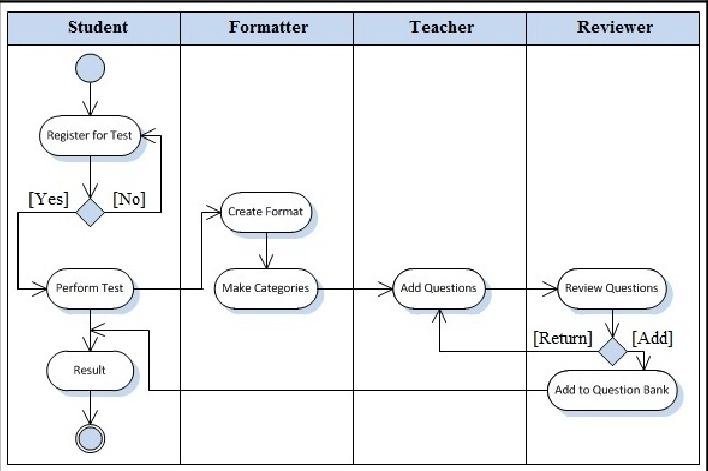 Student
Formatter
Teacher
Reviewer
Register for Test
[Yes]
[No]
Create Format
Perform Test
Make Categories
Add Questions
Review Questions
[Return]
[Add]
Result
Add to Question Bank